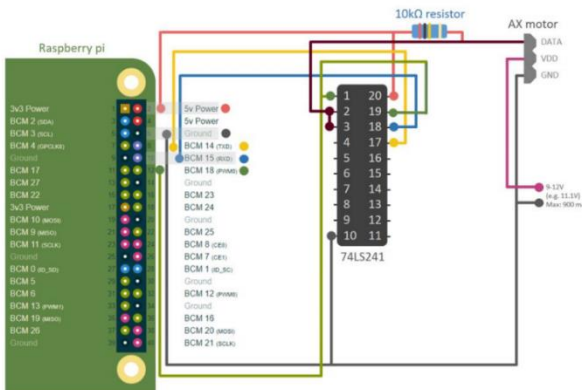 10kΩ resistor
AX motor
Raspberry pi
DATA
VDD
GND
3v3 Power
BCM 2 (SDA)
BCM 3 (SCL)
BCM 4 (GPCLK0)
Ground
BCM 17
BCM 27
BCM 22
3v3 Power
BCM 10 (MOSI)
BCM 9 (MISO)
BCM 11 (SCLK)
Ground
BCM 0 (ID_SD)
BCM 5
BCM 6
BCM 13 (PWM1)
BCM 19 (MISO)
BCM 26
Ground
5v Power
5v Power
Ground
BCM 14 (TXD)
BCM 15 (RXD)
BCM 18 (PWM0)
Ground
BCM 23
BCM 24
Ground
BCM 25
BCM 8 (CE0)
BCM 7 (CE1)
BCM 1 (ID_SC)
Ground
BCM 12 (PWM0)
Ground
BCM 16
BCM 20 (MOSI)
BCM 21 (SCLK)
1 20
2 19
3 18
4 17
5 16
6 15
7 14
8 13
9 12
10 11
74LS241
9-12V
(e.g. 11.1V)
Max: 900 m